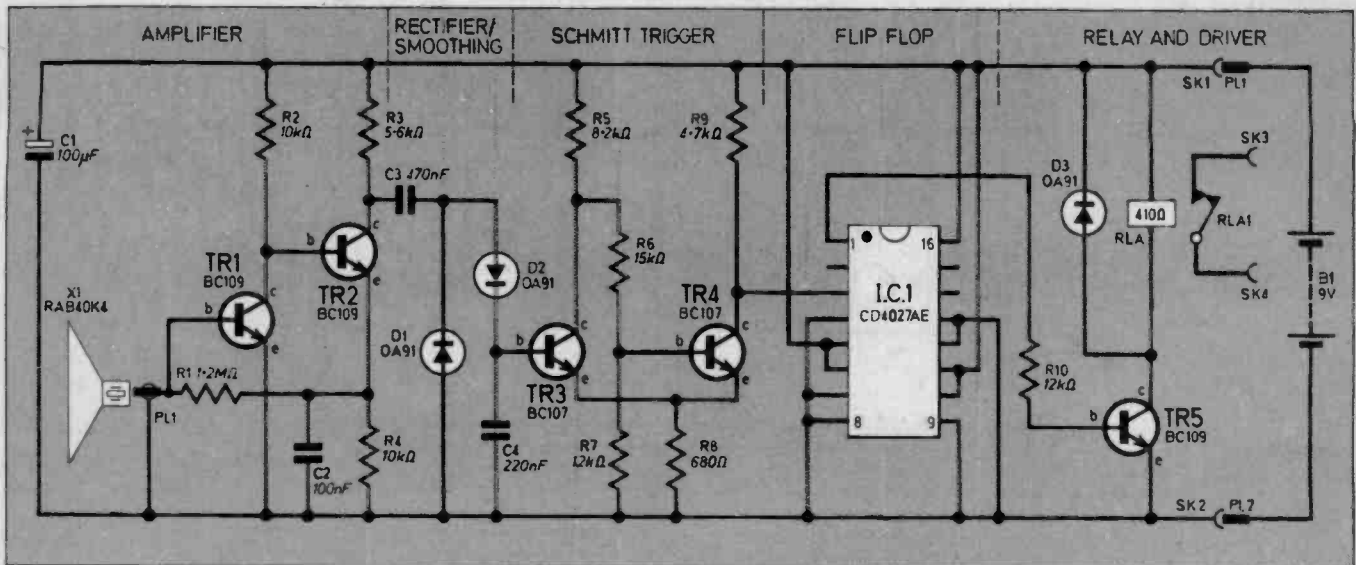 AMPLIFIER
RECTIFIER/
SMOOTHING
SCHMITT TRIGGER
FLIP FLOP
RELAY AND DRIVER
C1
100µF
+
R2
10kΩ
R3
5·6kΩ
C3 470nF
R5
8·2kΩ
R9
4·7kΩ
SK1
PL1
SK3
D3
OA91
410Ω
RLA
RLA1
SK4
B1
9V
X1
RAB40K4
TR1
BC109
b
c
e
TR2
BC109
b
c
e
R1 1·2MΩ
PL1
C2
100nF
R4
10kΩ
D1
OA91
D2
OA91
C4
220nF
TR3
BC107
b
c
e
R6
15kΩ
R7
12kΩ
R8
680Ω
TR4
BC107
b
c
e
1
16
I.C.1
CD4027AE
8
9
R10
12kΩ
TR5
BC109
b
c
e
SK2
PL7